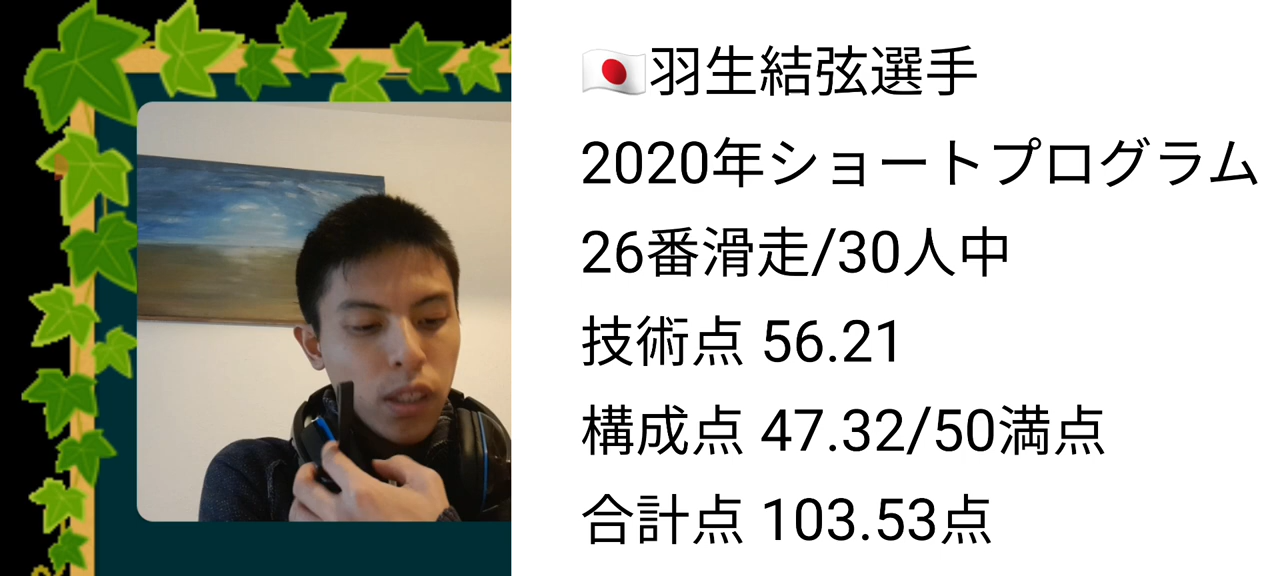 🇯🇵羽生結弦選手
2020年ショートプログラム
26番滑走/30人中
技術点 56.21
構成点 47.32/50満点
合計点 103.53点